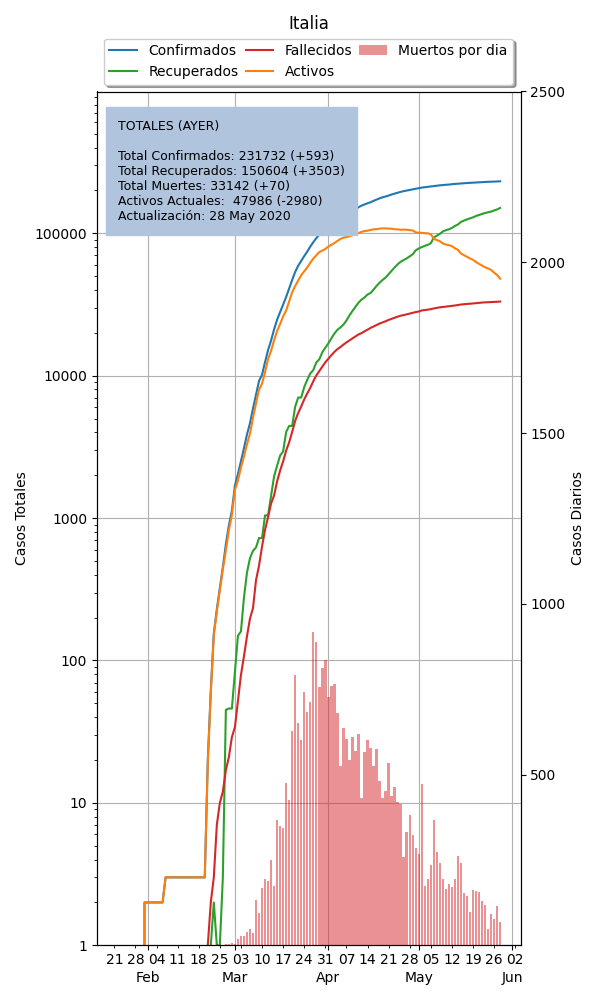 Italia
Confirmados
Recuperados
Fallecidos
Activos
Muertos por dia
TOTALES (AYER)
Total Confirmados: 231732 (+593)
Total Recuperados: 150604 (+3503)
Total Muertes: 33142 (+70)
Activos Actuales:  47986 (-2980)
Actualización: 28 May 2020
Casos Totales
100000
10000
1000
100
10
1
Casos Diarios
2500
2000
1500
1000
500
21 28 04 11 18 25 03 10 17 24 31 07 14 21 28 05 12 19 26 02
Feb Mar Apr May Jun